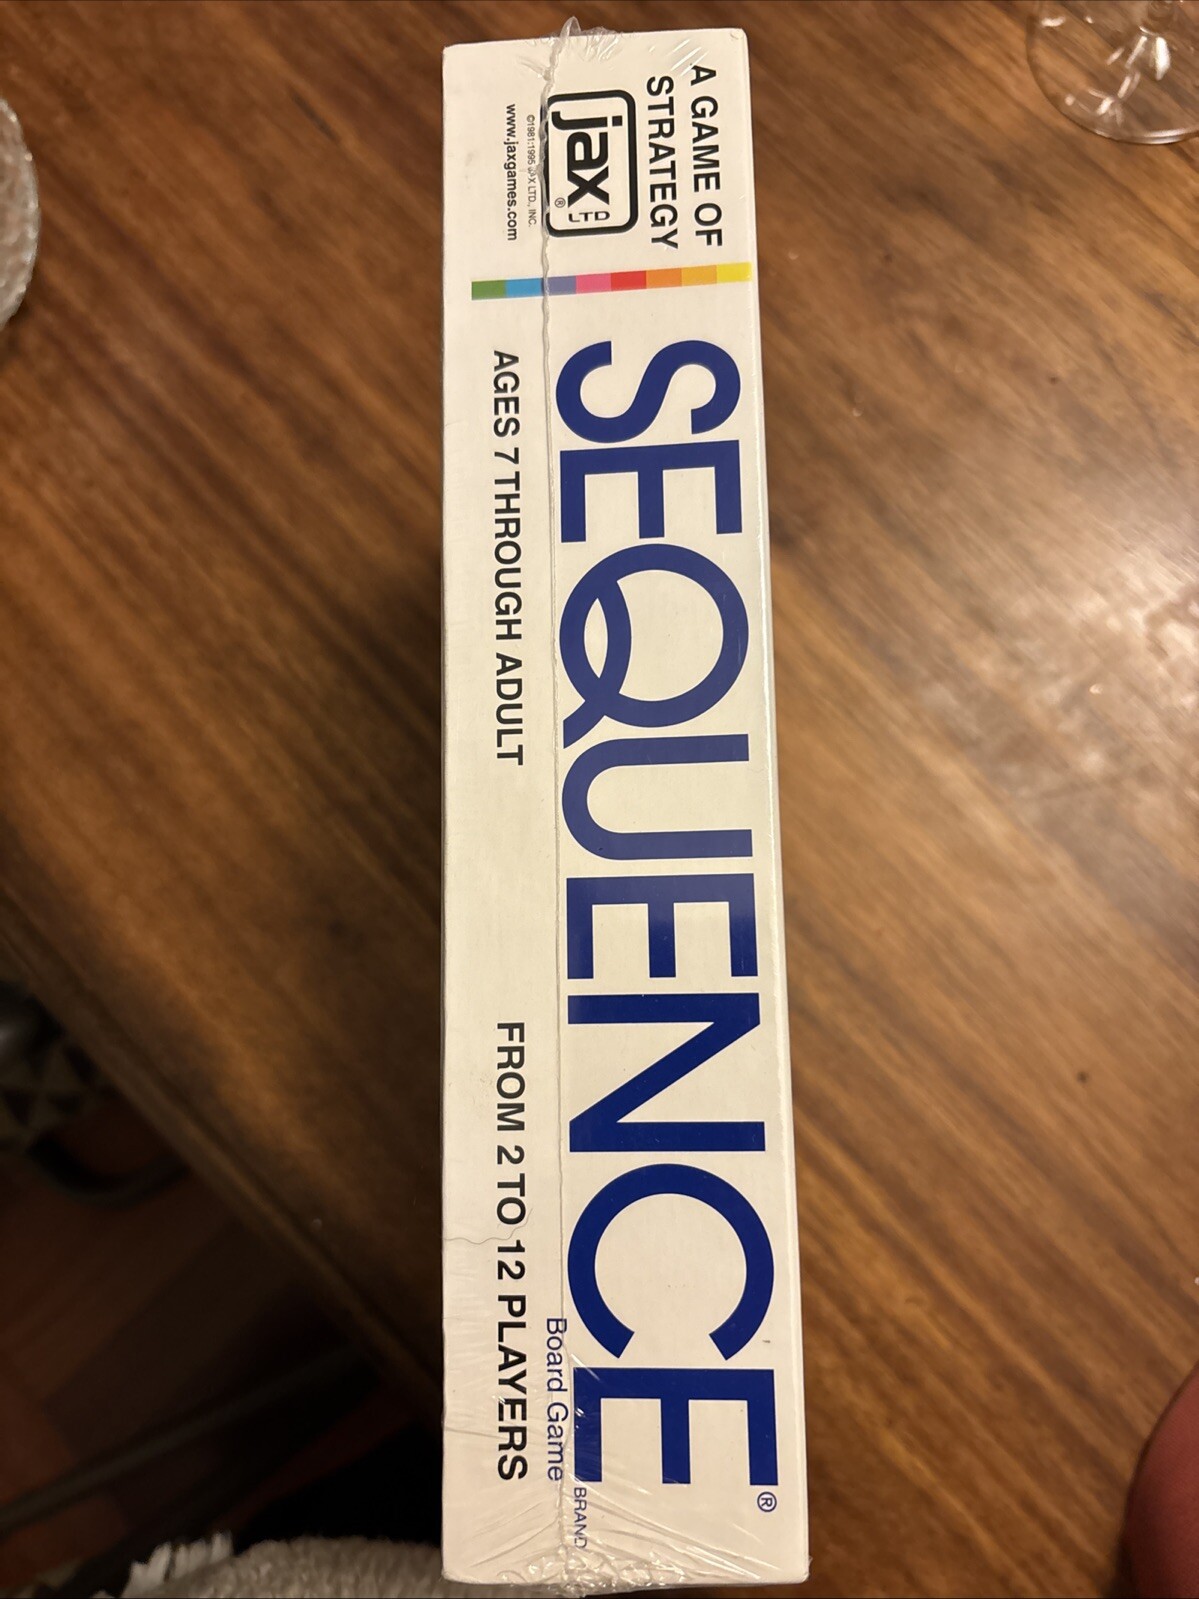 A GAME OF
STRATEGY
jax LTD ®
©1981:1995 JAX LTD., INC.
www.jaxgames.com
SEQUENCE®
BRAND
Board Game
AGES 7 THROUGH ADULT
FROM 2 TO 12 PLAYERS